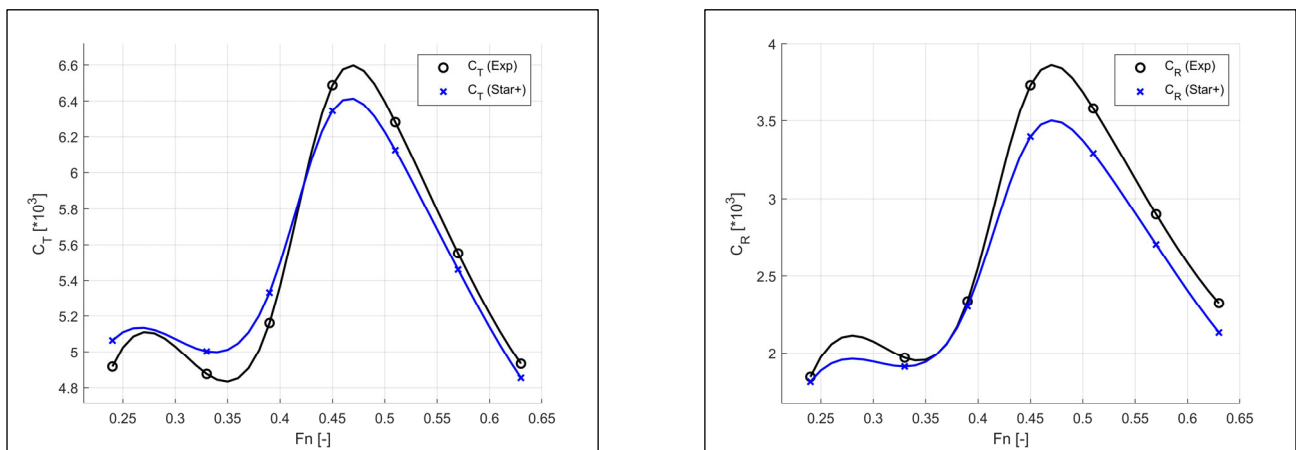 C_T [*10^3]
6.6
6.4
6.2
6
5.8
5.6
5.4
5.2
5
4.8
0.25 0.3 0.35 0.4 0.45 0.5 0.55 0.6 0.65
Fn [-]
C_T (Exp)
C_T (Star+)
C_R [*10^3]
4
3.5
3
2.5
2
0.25 0.3 0.35 0.4 0.45 0.5 0.55 0.6 0.65
Fn [-]
C_R (Exp)
C_R (Star+)